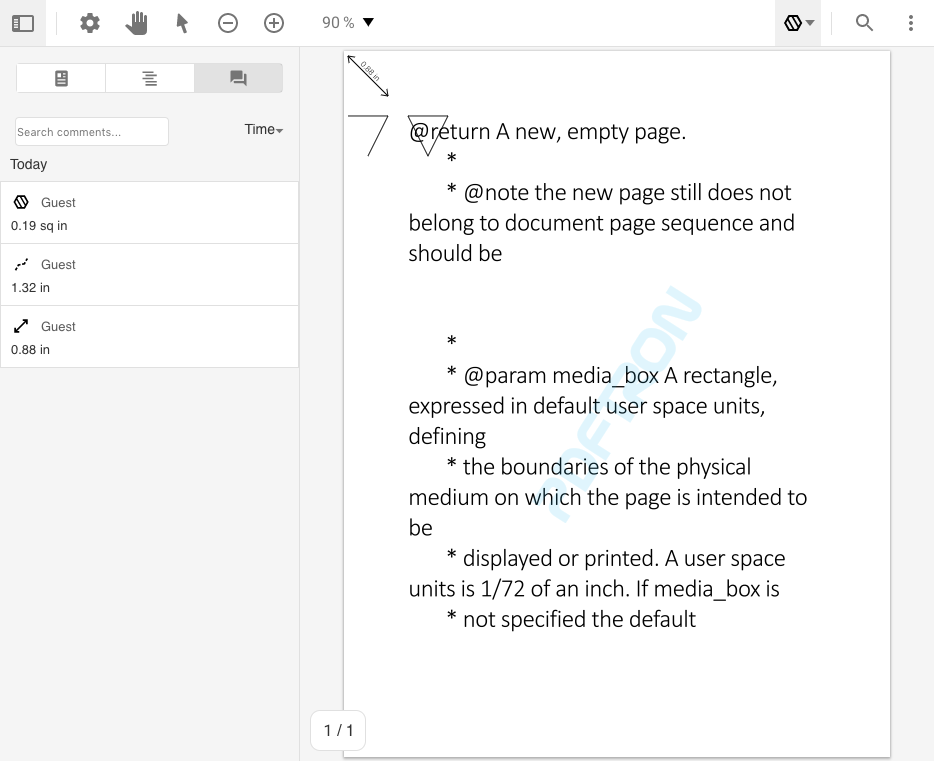 90 %
Search comments...
Time
Today
Guest
0.19 sq in
Guest
1.32 in
Guest
0.88 in
0.88 in
@return A new, empty page.
*
* @note the new page still does not
belong to document page sequence and
should be
*
* @param media_box A rectangle,
expressed in default user space units,
defining
* the boundaries of the physical
medium on which the page is intended to
be
* displayed or printed. A user space
units is 1/72 of an inch. If media_box is
* not specified the default
PDFTRON
1 / 1